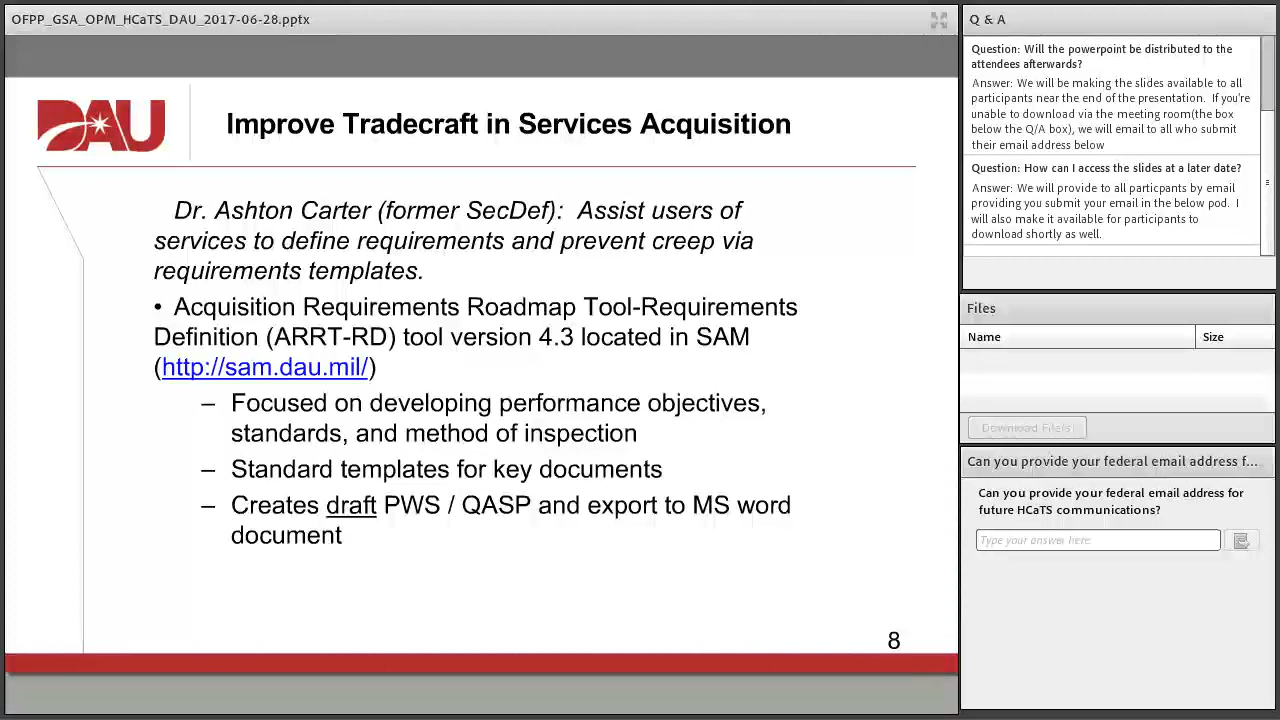 OFPP_GSA_OPM_HCaTS_DAU_2017-06-28.pptx
DAU
Improve Tradecraft in Services Acquisition
Dr. Ashton Carter (former SecDef): Assist users of
services to define requirements and prevent creep via
requirements templates.
• Acquisition Requirements Roadmap Tool-Requirements
Definition (ARRT-RD) tool version 4.3 located in SAM
(http://sam.dau.mil/)
– Focused on developing performance objectives,
standards, and method of inspection
– Standard templates for key documents
– Creates draft PWS / QASP and export to MS word
document
8
Q & A
Question: Will the powerpoint be distributed to the
attendees afterwards?
Answer: We will be making the slides available to all
participants near the end of the presentation. If you're
unable to download via the meeting room(the box
below the Q/A box), we will email to all who submit
their email address below
Question: How can I access the slides at a later date?
Answer: We will provide to all particpants by email
providing you submit your email in the below pod. I
will also make it available for participants to
download shortly as well.
Files
Name Size
Download File(s)
Can you provide your federal email address f...
Can you provide your federal email address for
future HCaTS communications?
Type your answer here